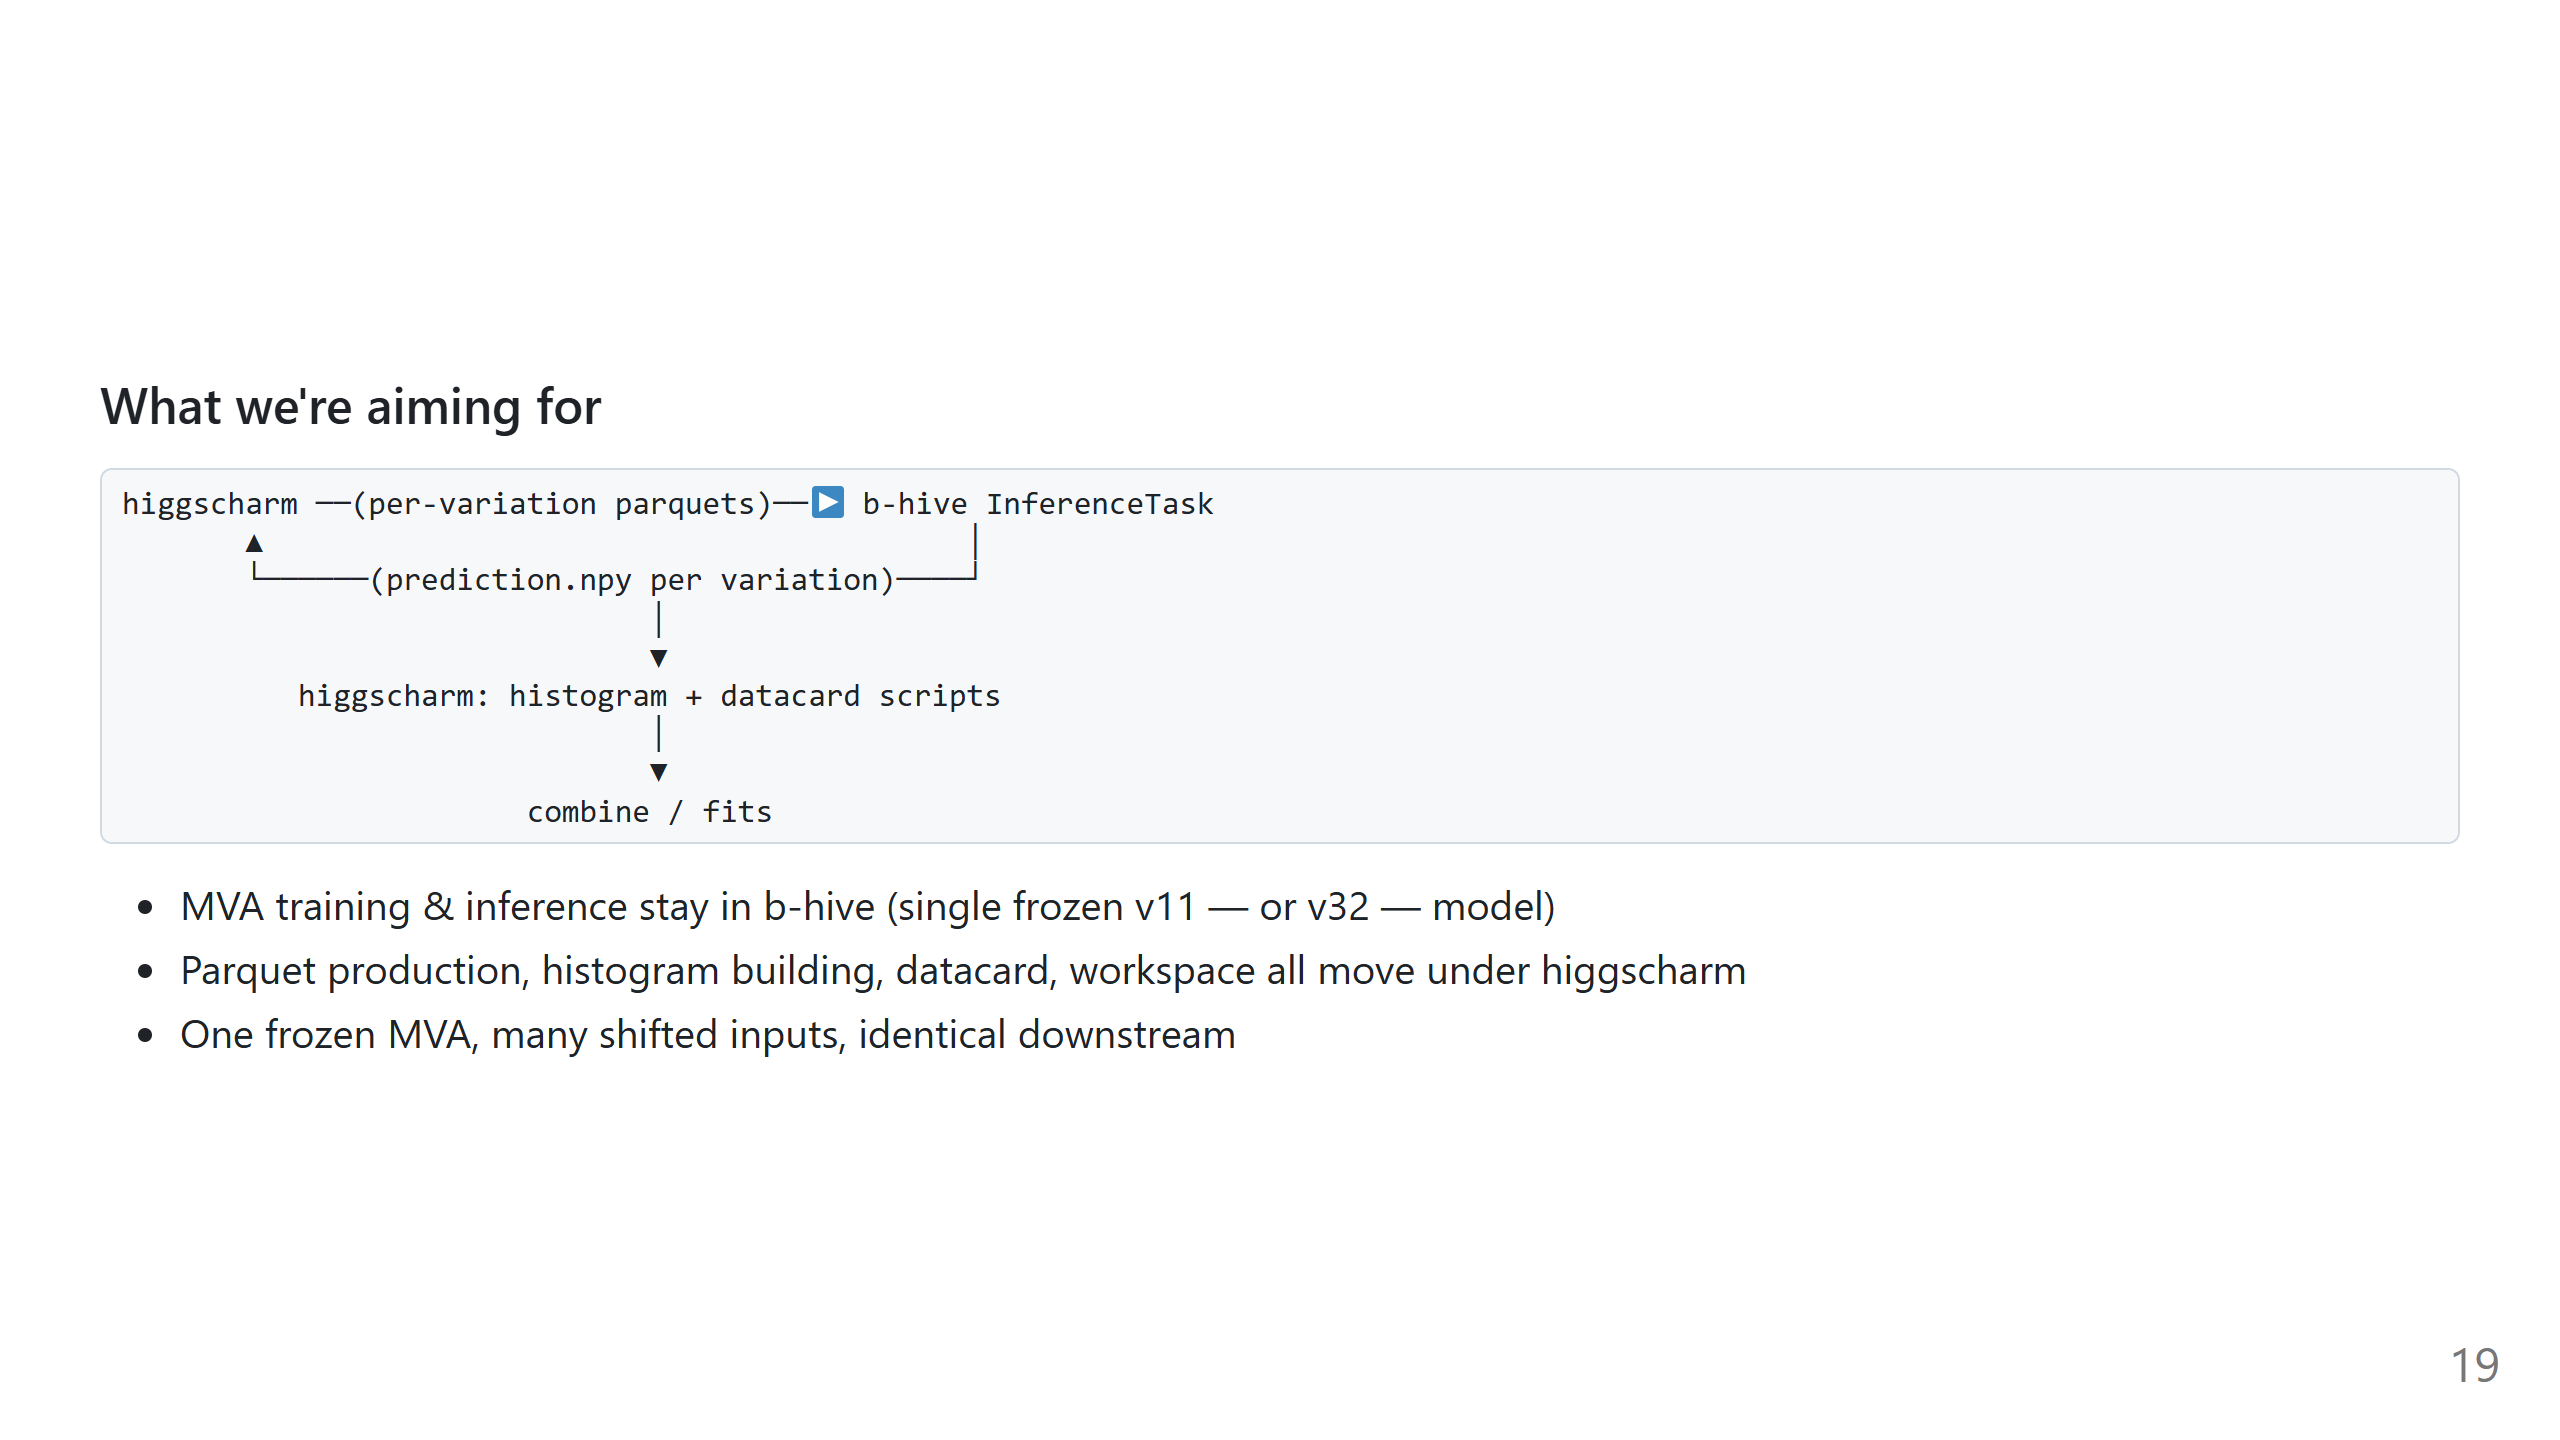 What we're aiming for
higgscharm ──(per-variation parquets)──▶ b-hive InferenceTask
▲ │
└──────(prediction.npy per variation)────┘
│
▼
higgscharm: histogram + datacard scripts
│
▼
combine / fits
• MVA training & inference stay in b-hive (single frozen v11 — or v32 — model)
• Parquet production, histogram building, datacard, workspace all move under higgscharm
• One frozen MVA, many shifted inputs, identical downstream
19